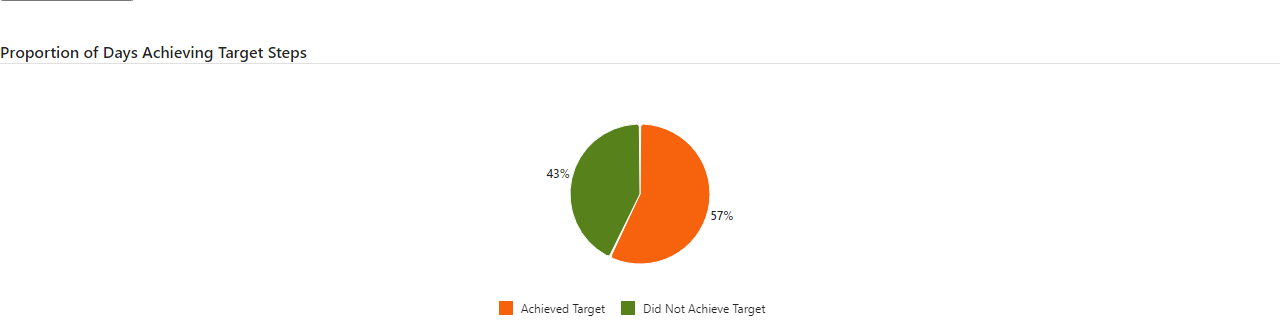 Proportion of Days Achieving Target Steps
43%
57%
Achieved Target
Did Not Achieve Target